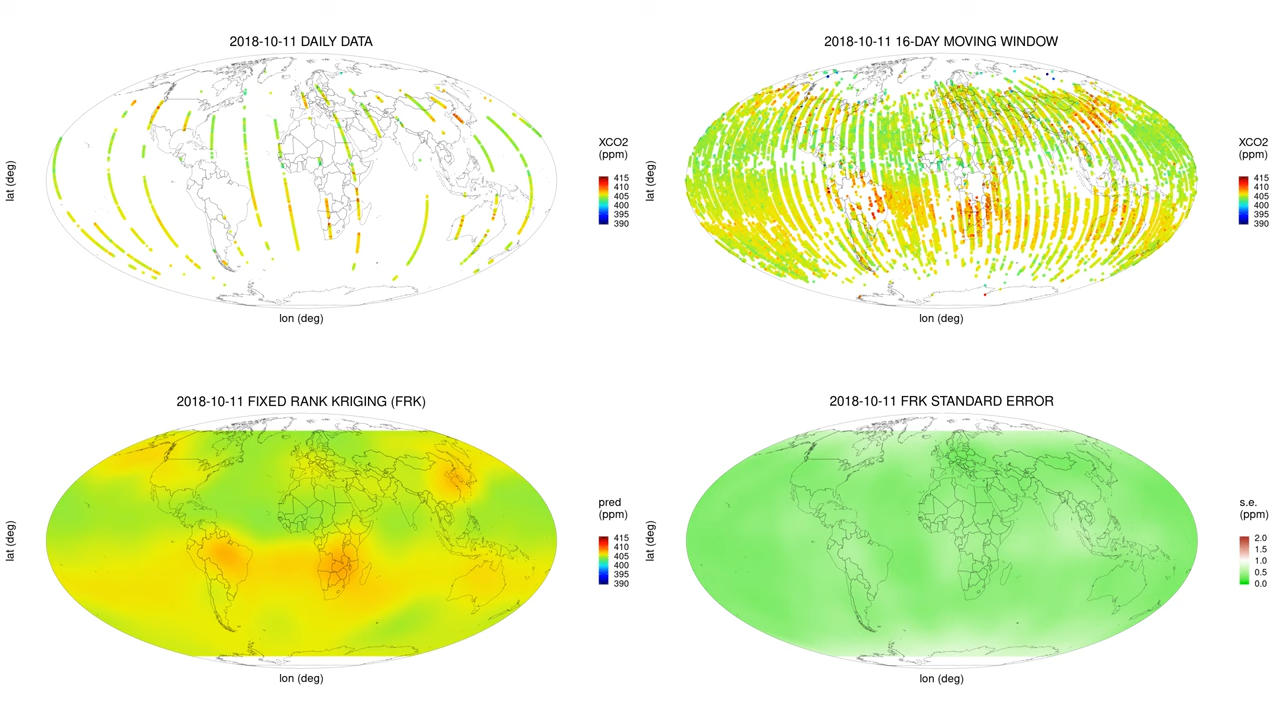 2018-10-11 DAILY DATA
lat (deg)
lon (deg)
XCO2
(ppm)
415
410
405
400
395
390
2018-10-11 16-DAY MOVING WINDOW
lat (deg)
lon (deg)
XCO2
(ppm)
415
410
405
400
395
390
2018-10-11 FIXED RANK KRIGING (FRK)
lat (deg)
lon (deg)
pred
(ppm)
415
410
405
400
395
390
2018-10-11 FRK STANDARD ERROR
lat (deg)
lon (deg)
s.e.
(ppm)
2.0
1.5
1.0
0.5
0.0